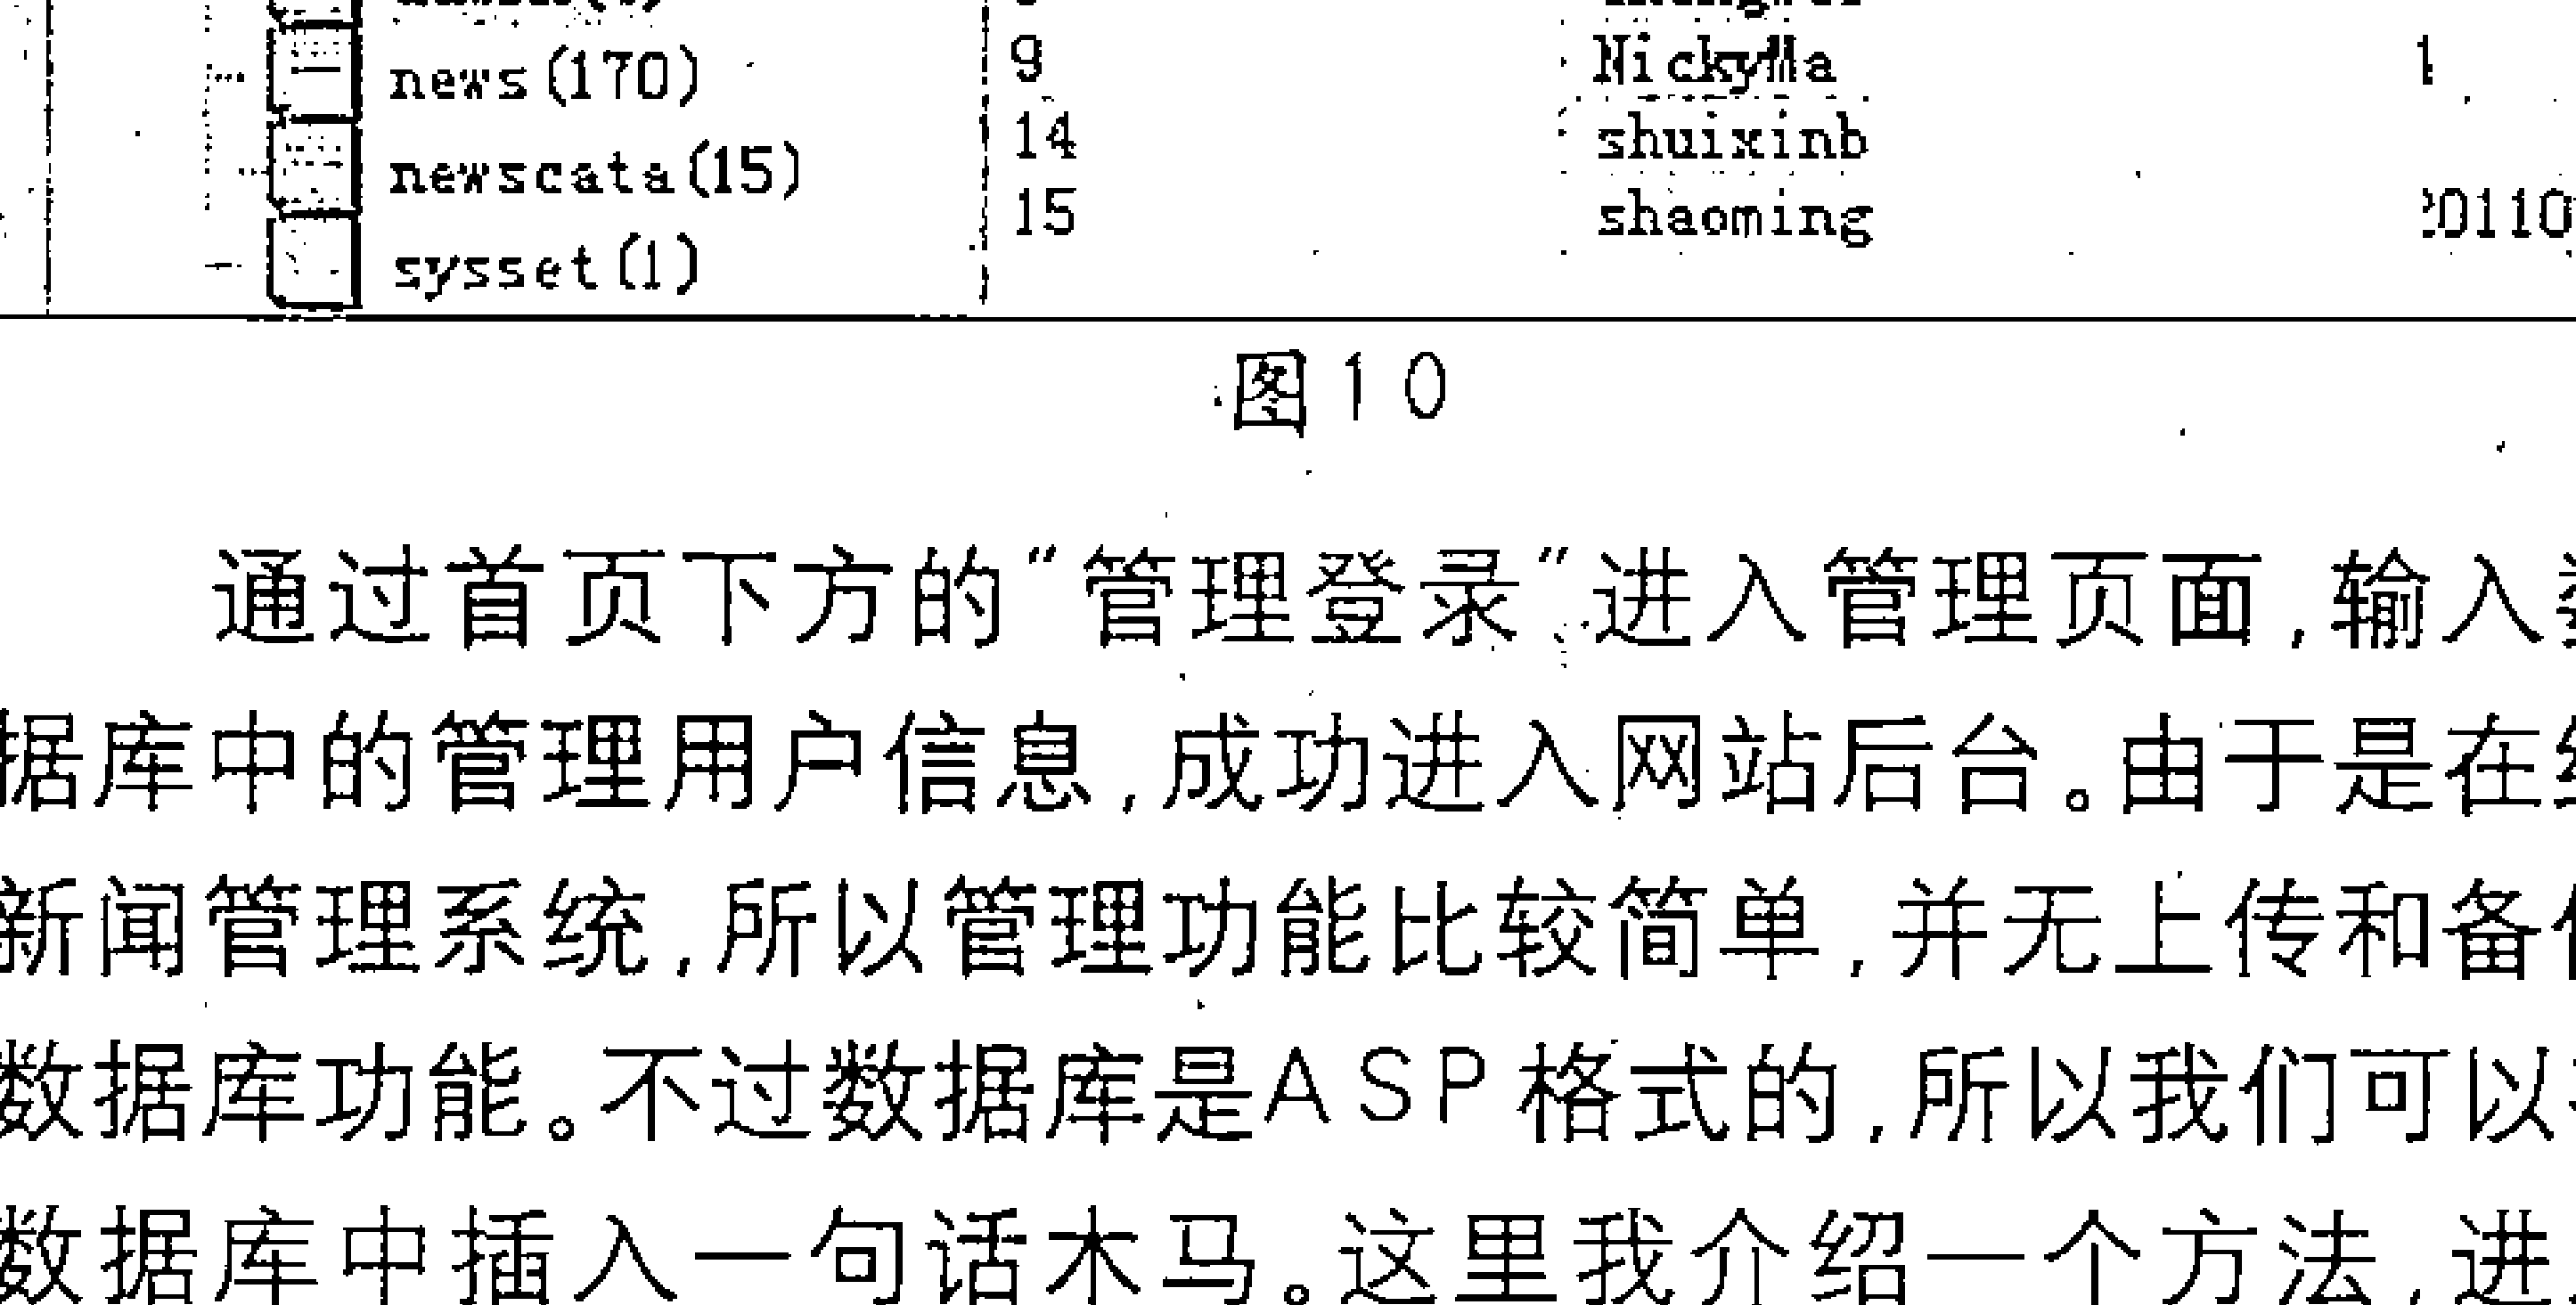 news(170) 9 NickyMa 1
newscata(15) 14 shuixinb
sysset(1) 15 shaoming 20110
图10
通过首页下方的“管理登录”进入管理页面,输入
据库中的管理用户信息,成功进入网站后台。由于是在
新闻管理系统,所以管理功能比较简单,并无上传和备
数据库功能。不过数据库是ASP格式的,所以我们可以
数据库中插入一句话木马。这里我介绍一个方法,进